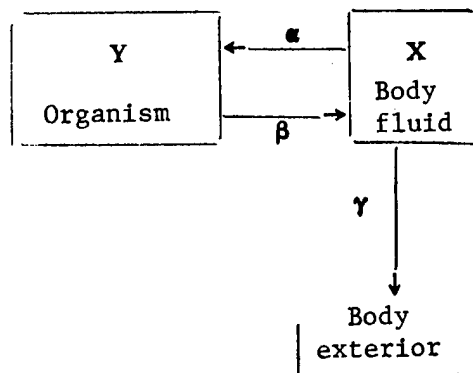 Y
α
X
Organism
β
Body
fluid
γ
Body
exterior